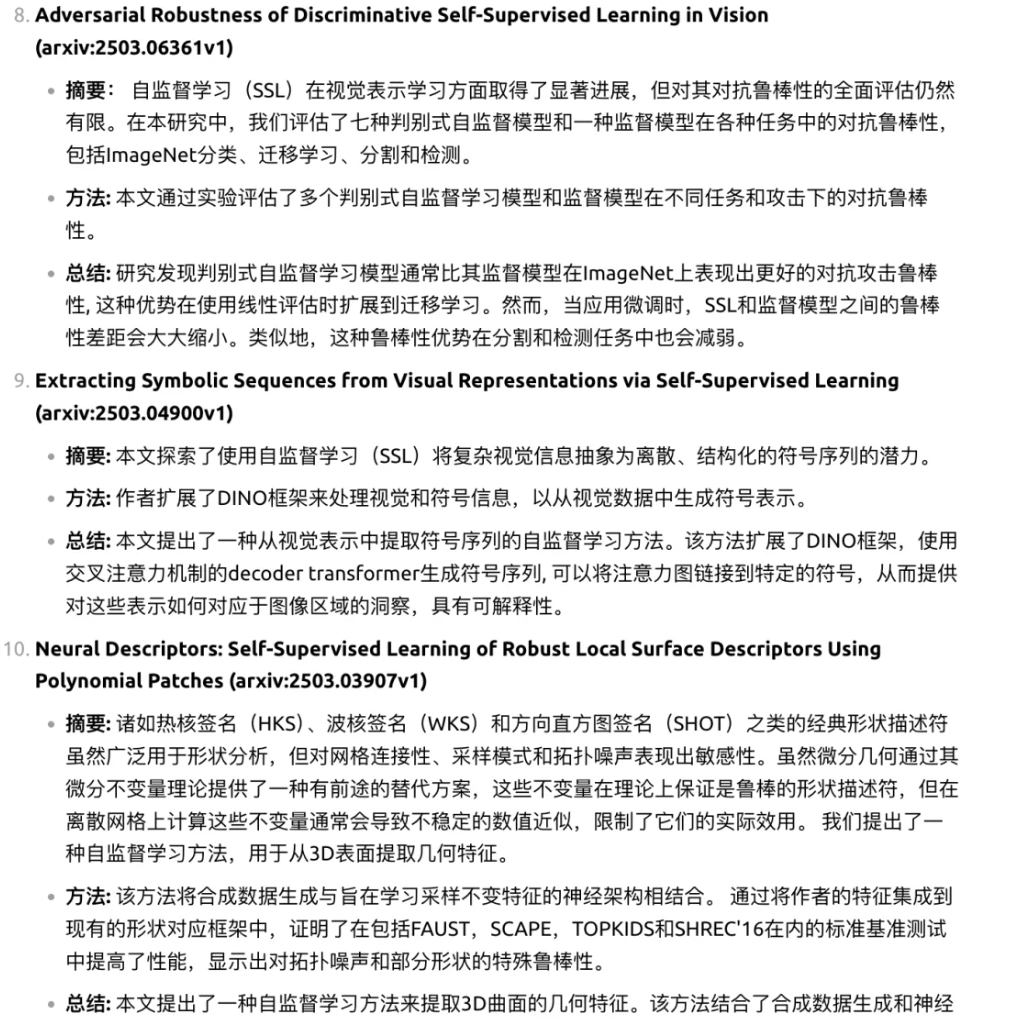 8. Adversarial Robustness of Discriminative Self-Supervised Learning in Vision
(arxiv:2503.06361v1)
• 摘要： 自监督学习（SSL）在视觉表示学习方面取得了显著进展，但对其对抗鲁棒性的全面评估仍然
有限。在本研究中，我们评估了七种判别式自监督模型和一种监督模型在各种任务中的对抗鲁棒性，
包括ImageNet分类、迁移学习、分割和检测。
• 方法: 本文通过实验评估了多个判别式自监督学习模型和监督模型在不同任务和攻击下的对抗鲁棒
性。
• 总结: 研究发现判别式自监督学习模型通常比其监督模型在ImageNet上表现出更好的对抗攻击鲁棒
性, 这种优势在使用线性评估时扩展到迁移学习。然而，当应用微调时，SSL和监督模型之间的鲁棒
性差距会大大缩小。类似地，这种鲁棒性优势在分割和检测任务中也会减弱。
9. Extracting Symbolic Sequences from Visual Representations via Self-Supervised Learning
(arxiv:2503.04900v1)
• 摘要: 本文探索了使用自监督学习（SSL）将复杂视觉信息抽象为离散、结构化的符号序列的潜力。
• 方法: 作者扩展了DINO框架来处理视觉和符号信息，以从视觉数据中生成符号表示。
• 总结: 本文提出了一种从视觉表示中提取符号序列的自监督学习方法。该方法扩展了DINO框架，使用
交叉注意力机制的decoder transformer生成符号序列, 可以将注意力图链接到特定的符号，从而提供
对这些表示如何对应于图像区域的洞察，具有可解释性。
10. Neural Descriptors: Self-Supervised Learning of Robust Local Surface Descriptors Using
Polynomial Patches (arxiv:2503.03907v1)
• 摘要: 诸如热核签名（HKS）、波核签名（WKS）和方向直方图签名（SHOT）之类的经典形状描述符
虽然广泛用于形状分析，但对网格连接性、采样模式和拓扑噪声表现出敏感性。虽然微分几何通过其
微分不变量理论提供了一种有前途的替代方案，这些不变量在理论上保证是鲁棒的形状描述符，但在
离散网格上计算这些不变量通常会导致不稳定的数值近似，限制了它们的实际效用。 我们提出了一
种自监督学习方法，用于从3D表面提取几何特征。
• 方法: 该方法将合成数据生成与旨在学习采样不变特征的神经架构相结合。 通过将作者的特征集成到
现有的形状对应框架中，证明了在包括FAUST，SCAPE，TOPKIDS和SHREC'16在内的标准基准测试
中提高了性能，显示出对拓扑噪声和部分形状的特殊鲁棒性。
• 总结: 本文提出了一种自监督学习方法来提取3D曲面的几何特征。该方法结合了合成数据生成和神经